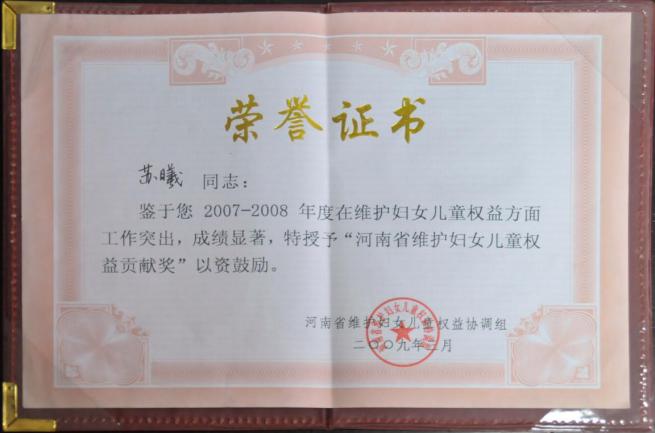 荣誉证书
苏曦 同志：
鉴于您 2007-2008 年度在维护妇女儿童权益方面
工作突出，成绩显著，特授予“河南省维护妇女儿童权
益贡献奖”以资鼓励。
河南省维护妇女儿童权益协调组
二〇〇九年二月